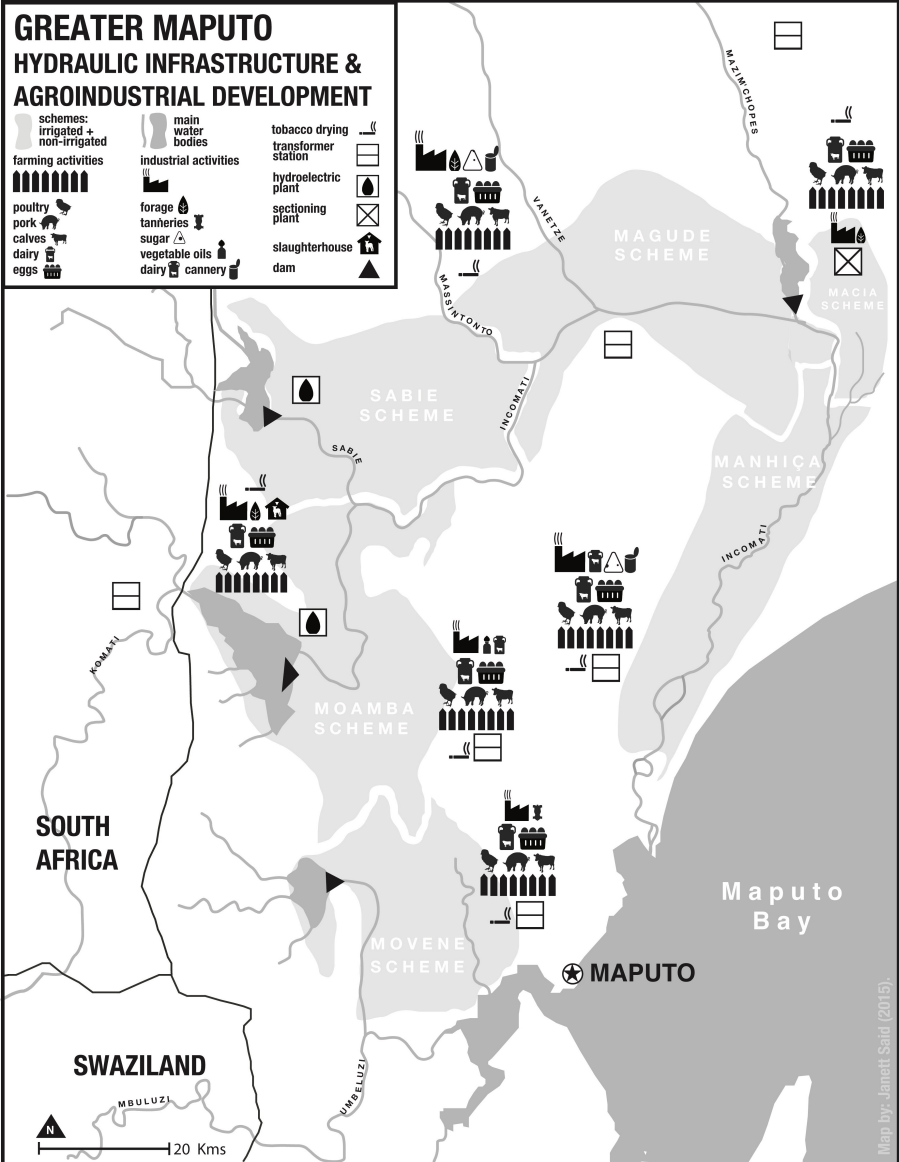 GREATER MAPUTO
HYDRAULIC INFRASTRUCTURE &
AGROINDUSTRIAL DEVELOPMENT
schemes:
irrigated +
non-irrigated
main
water
bodies
farming activities
industrial activities
poultry
pork
calves
dairy
eggs
forage
tanneries
sugar
vegetable oils
dairy cannery
tobacco drying
transformer
station
hydroelectric
plant
sectioning
plant
slaughterhouse
dam
MAZIM'CHOPES
VANETZE
MASSINTONTO
MAGUDE
SCHEME
MACIA
SCHEME
SABIE
SCHEME
INCOMATI
SABIE
MANHIÇA
SCHEME
INCOMATI
KOMATI
MOAMBA
SCHEME
SOUTH
AFRICA
Maputo
Bay
MOVENE
SCHEME
MAPUTO
SWAZILAND
MBULUZI
UMBELUZI
N
20 Kms
Map by: Janett Said (2015).